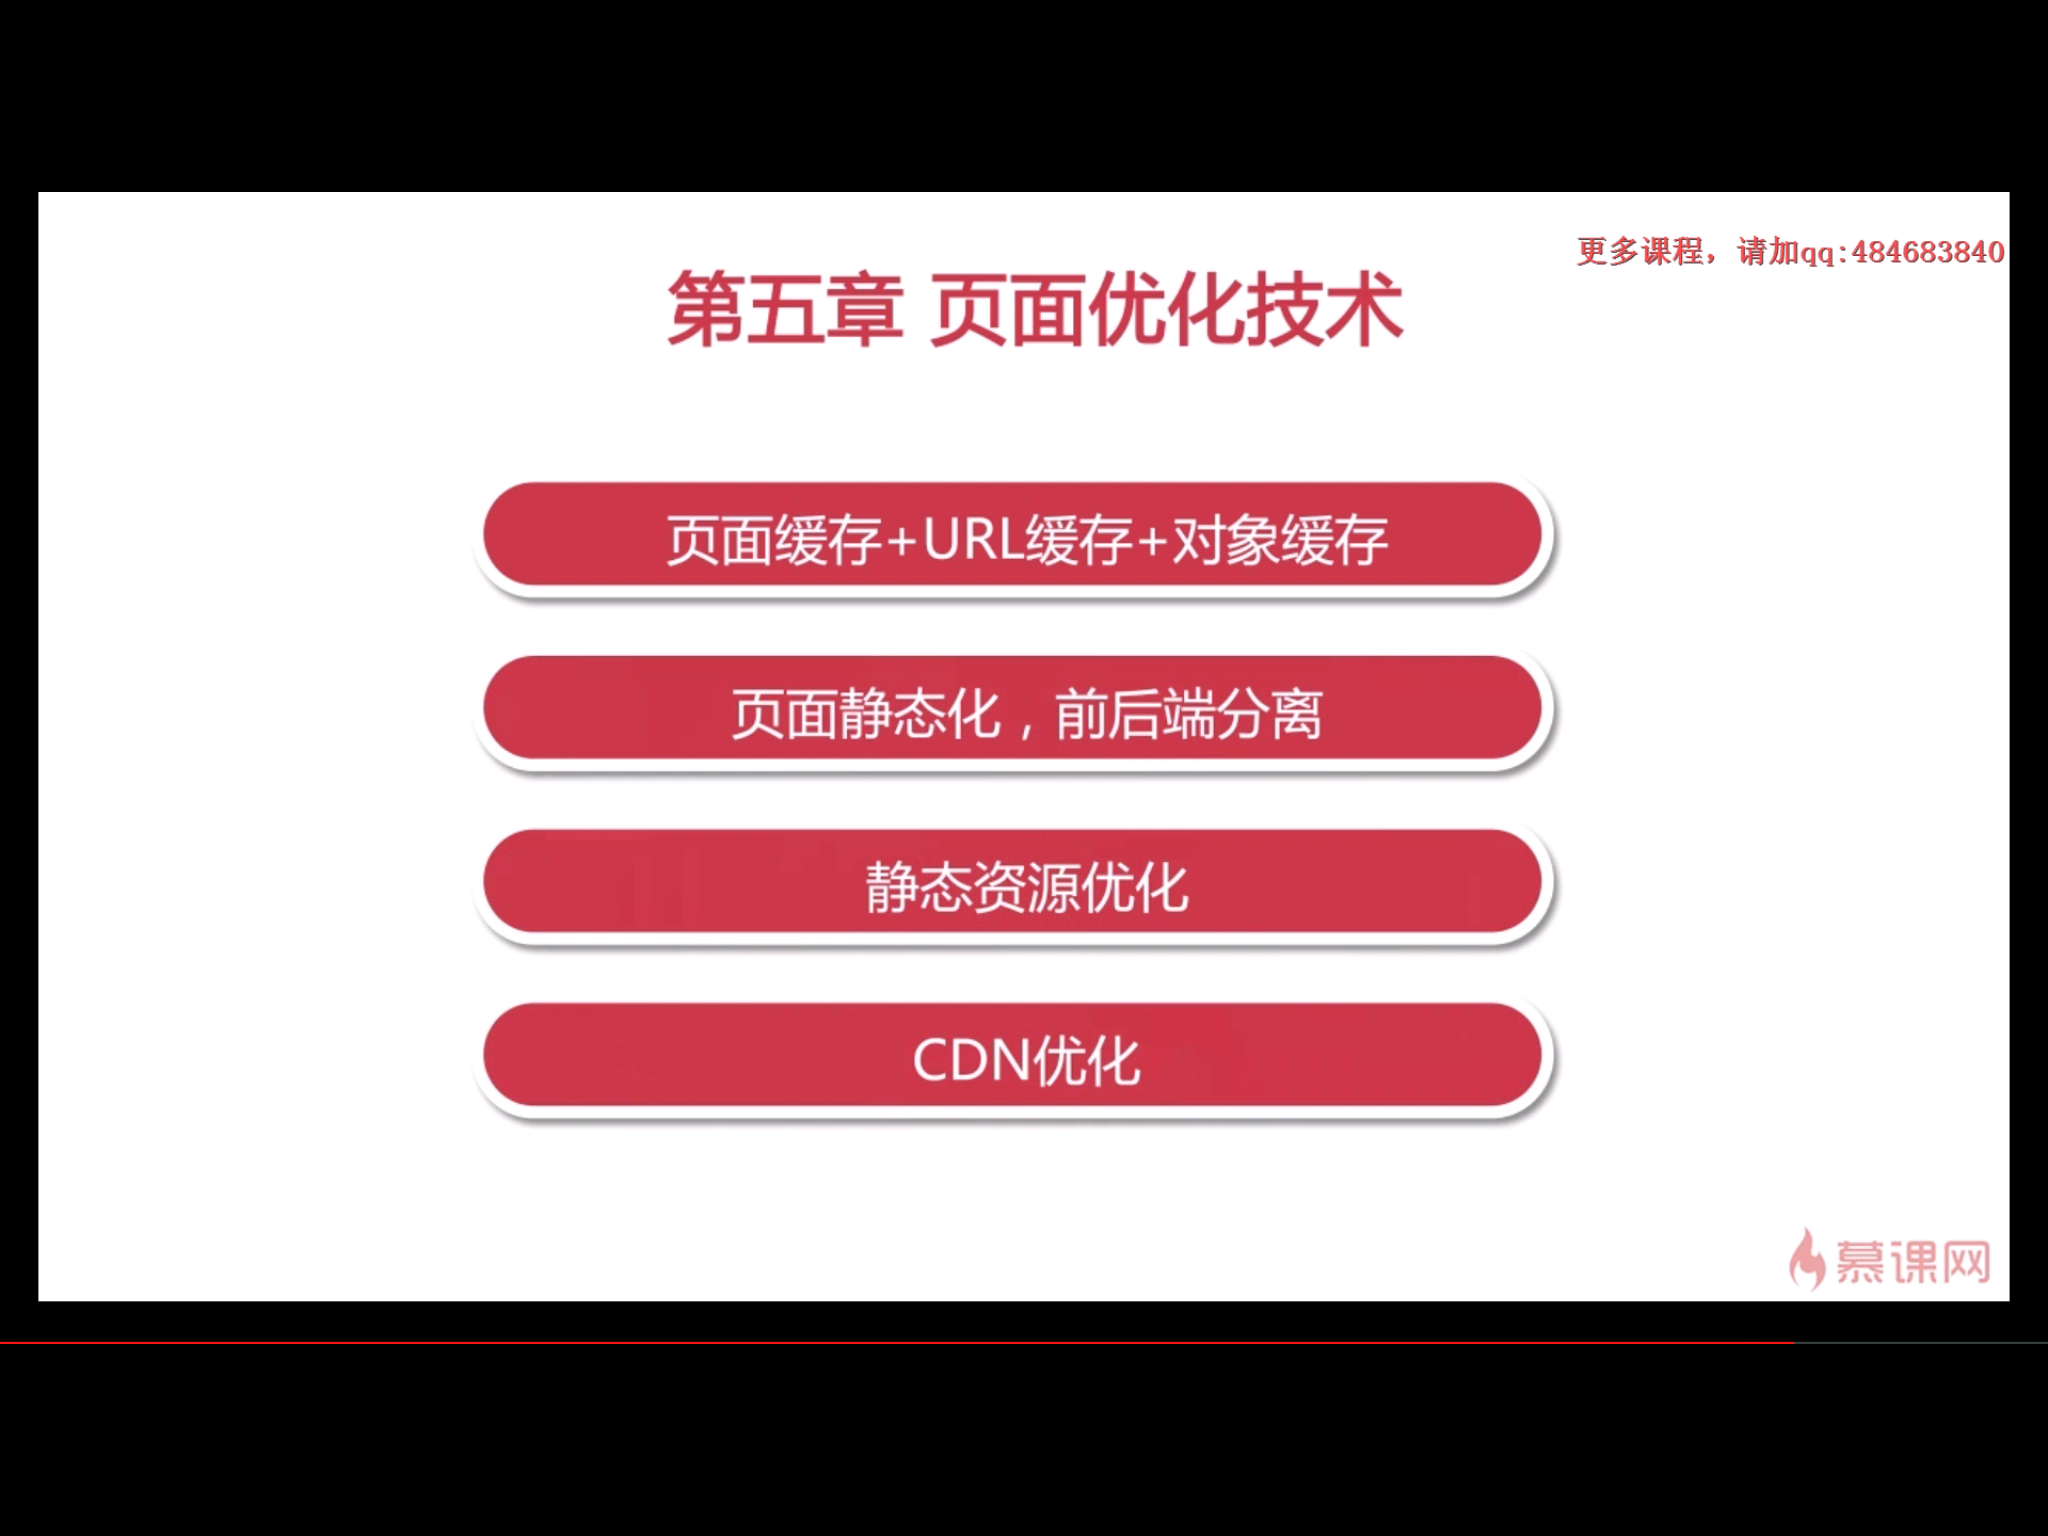 更多课程，请加qq:484683840
第五章 页面优化技术
页面缓存+URL缓存+对象缓存
页面静态化，前后端分离
静态资源优化
CDN优化
慕课网